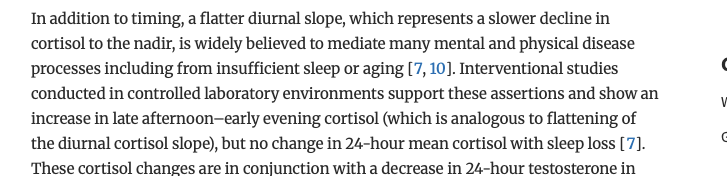 In addition to timing, a flatter diurnal slope, which represents a slower decline in
cortisol to the nadir, is widely believed to mediate many mental and physical disease
processes including from insufficient sleep or aging [7, 10]. Interventional studies
conducted in controlled laboratory environments support these assertions and show an
increase in late afternoon–early evening cortisol (which is analogous to flattening of
the diurnal cortisol slope), but no change in 24-hour mean cortisol with sleep loss [7].
These cortisol changes are in conjunction with a decrease in 24-hour testosterone in